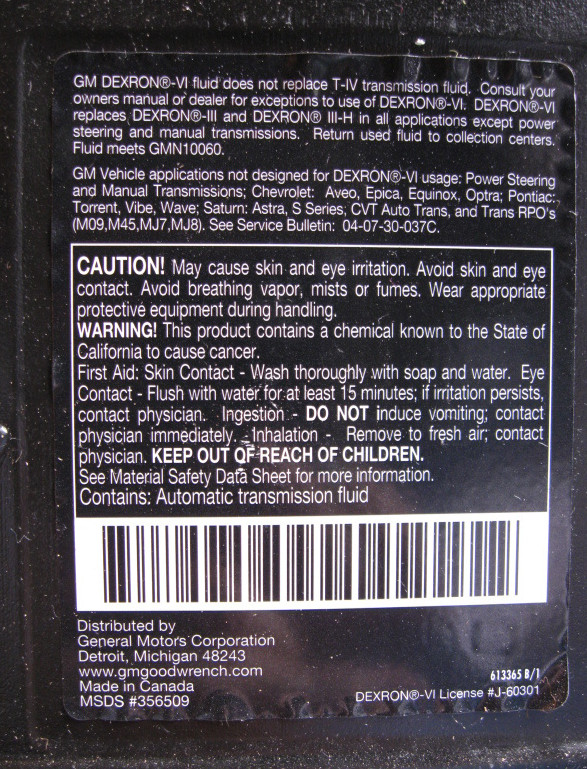 GM DEXRON®-VI fluid does not replace T-IV transmission fluid. Consult your
owners manual or dealer for exceptions to use of DEXRON®-VI. DEXRON®-VI
replaces DEXRON®-III and DEXRON® III-H in all applications except power
steering and manual transmissions. Return used fluid to collection centers.
Fluid meets GMN10060.
GM Vehicle applications not designed for DEXRON®-VI usage: Power Steering
and Manual Transmissions; Chevrolet: Aveo, Epica, Equinox, Optra; Pontiac:
Torrent, Vibe, Wave; Saturn: Astra, S Series; CVT Auto Trans, and Trans RPO's
(M09,M45,MJ7,MJ8). See Service Bulletin: 04-07-30-037C.
CAUTION! May cause skin and eye irritation. Avoid skin and eye
contact. Avoid breathing vapor, mists or fumes. Wear appropriate
protective equipment during handling.
WARNING! This product contains a chemical known to the State of
California to cause cancer.
First Aid: Skin Contact - Wash thoroughly with soap and water. Eye
Contact - Flush with water for at least 15 minutes; if irritation persists,
contact physician. Ingestion - DO NOT induce vomiting; contact
physician immediately. Inhalation - Remove to fresh air; contact
physician. KEEP OUT OF REACH OF CHILDREN.
See Material Safety Data Sheet for more information.
Contains: Automatic transmission fluid
Distributed by
General Motors Corporation
Detroit, Michigan 48243
www.gmgoodwrench.com
Made in Canada
MSDS #356509
613365 B/1
DEXRON®-VI License #J-60301